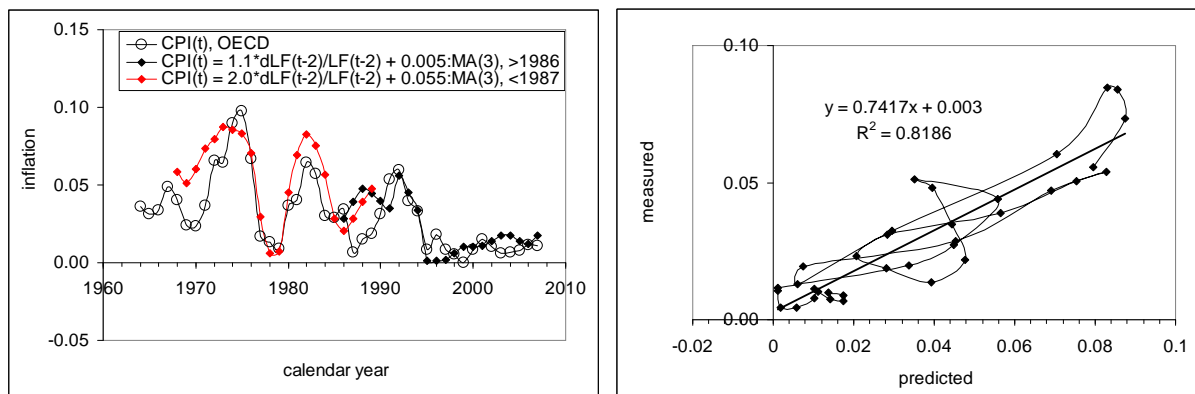 0.15
0.10
0.05
0.00
-0.05
inflation
CPI(t), OECD
CPI(t) = 1.1*dLF(t-2)/LF(t-2) + 0.005:MA(3), >1986
CPI(t) = 2.0*dLF(t-2)/LF(t-2) + 0.055:MA(3), <1987
1960 1970 1980 1990 2000 2010
calendar year
0.10
0.05
0.00
measured
y = 0.7417x + 0.003
R² = 0.8186
-0.02 0 0.02 0.04 0.06 0.08 0.1
predicted